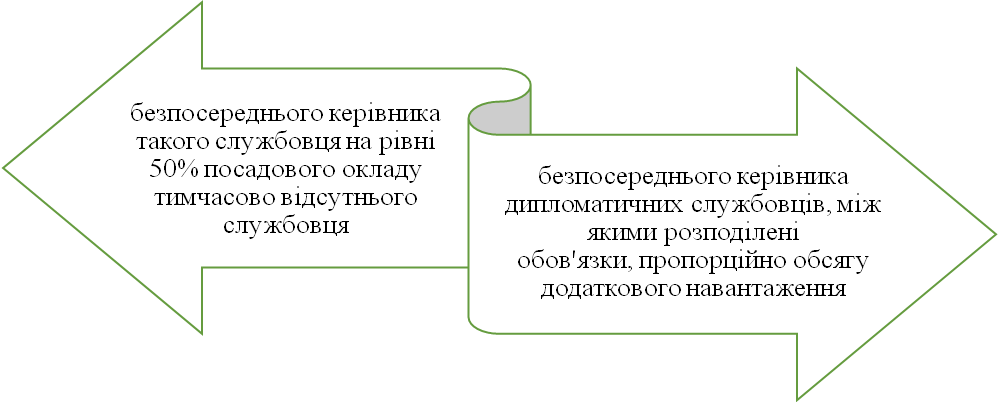 безпосереднього керівника
такого службовця на рівні
50% посадового окладу
тимчасово відсутнього
службовця
безпосереднього керівника
дипломатичних службовців, між
якими розподілені
обов'язки, пропорційно обсягу
додаткового навантаження